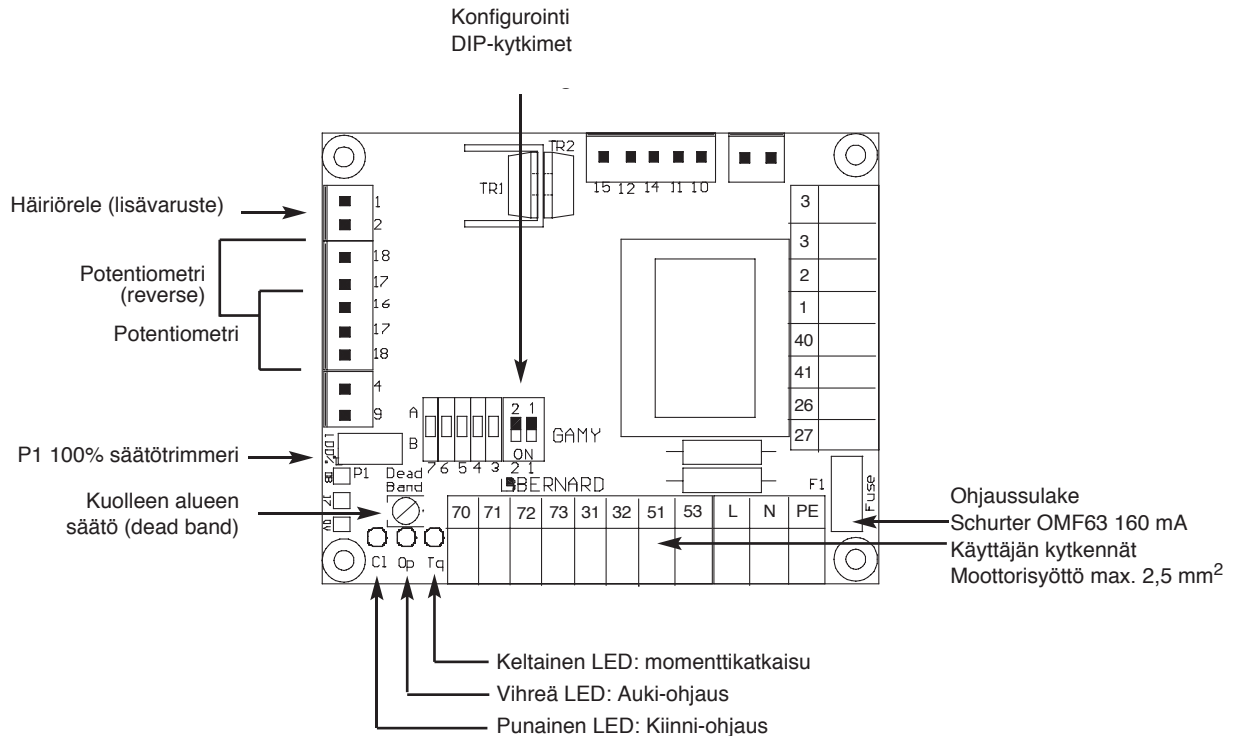 Konfigurointi
DIP-kytkimet
TR2
TR1
15 12 14 11 10
Häiriörele (lisävaruste)
1
2
18
17
16
17
18
4
9
Potentiometri
(reverse)
Potentiometri
3
3
2
1
40
41
26
27
A
B
2 1
ON
GAMY
7 6 5 4 3 2 1
P1 100% säätötrimmeri
P1
Dead
Band
BERNARD
F1
Fuse
Kuolleen alueen
säätö (dead band)
70 71 72 73 31 32 51 53 L N PE
Cl Op Tq
Ohjaussulake
Schurter OMF63 160 mA
Käyttäjän kytkennät
Moottorisyöttö max. 2,5 mm²
Keltainen LED: momenttikatkaisu
Vihreä LED: Auki-ohjaus
Punainen LED: Kiinni-ohjaus